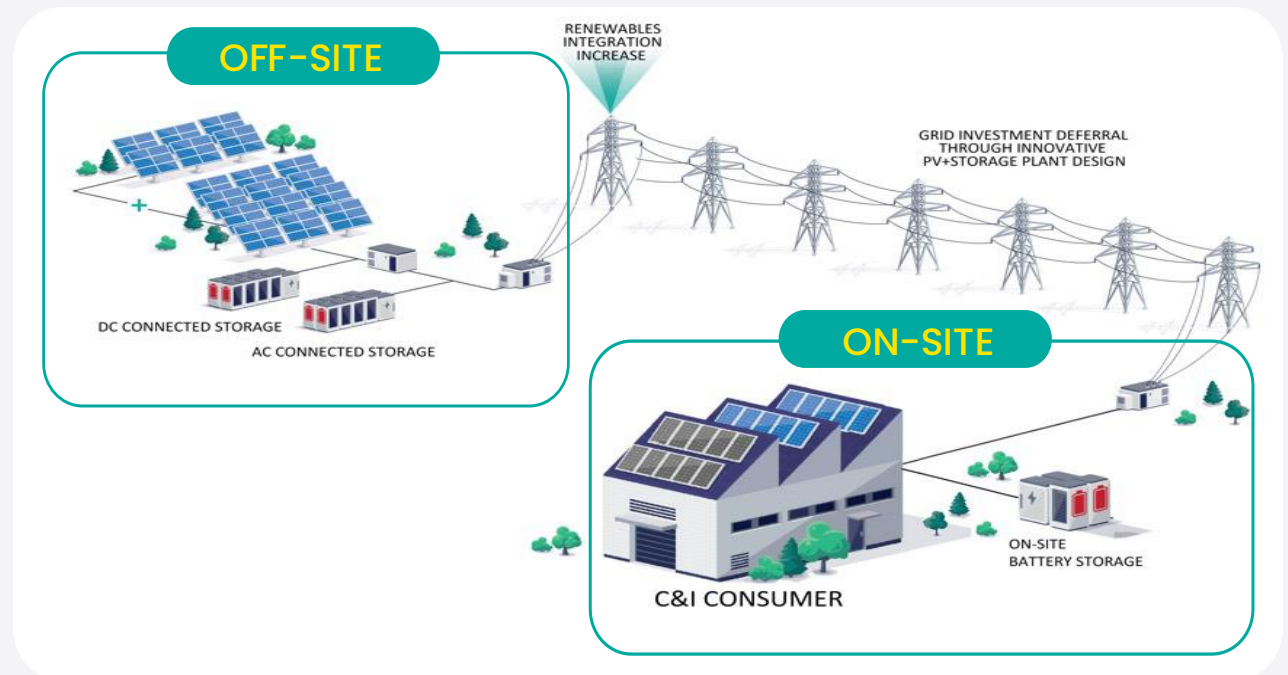 OFF-SITE
RENEWABLES
INTEGRATION
INCREASE
GRID INVESTMENT DEFERRAL
THROUGH INNOVATIVE
PV+STORAGE PLANT DESIGN
+
DC CONNECTED STORAGE
AC CONNECTED STORAGE
ON-SITE
ON-SITE
BATTERY STORAGE
C&I CONSUMER